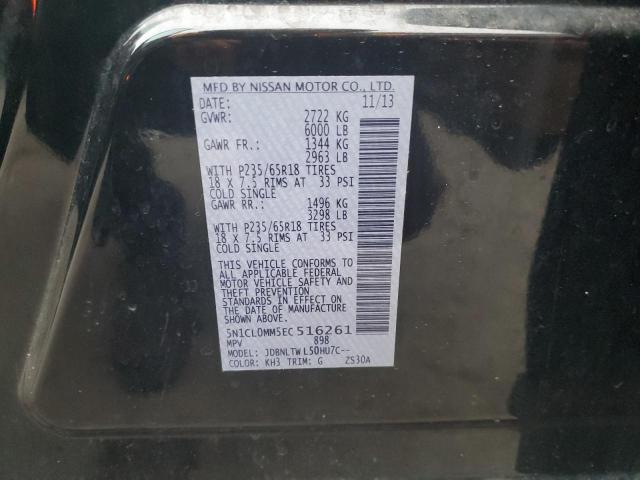 MFD BY NISSAN MOTOR CO., LTD.
DATE: 11/13
GVWR: 2722 KG
6000 LB
GAWR FR.: 1344 KG
2963 LB
WITH P235/65R18 TIRES
18 X 7.5 RIMS AT 33 PSI
COLD SINGLE
GAWR RR.: 1496 KG
3298 LB
WITH P235/65R18 TIRES
18 X 7.5 RIMS AT 33 PSI
COLD SINGLE
THIS VEHICLE CONFORMS TO
ALL APPLICABLE FEDERAL
MOTOR VEHICLE SAFETY AND
THEFT PREVENTION
STANDARDS IN EFFECT ON THE
DATE OF MANUFACTURE
SHOWN ABOVE.
5N1CL0MM5EC516261
MPV 898
MODEL: JDBNLTWL50HU7C--
COLOR: KH3 TRIM: G ZS30A